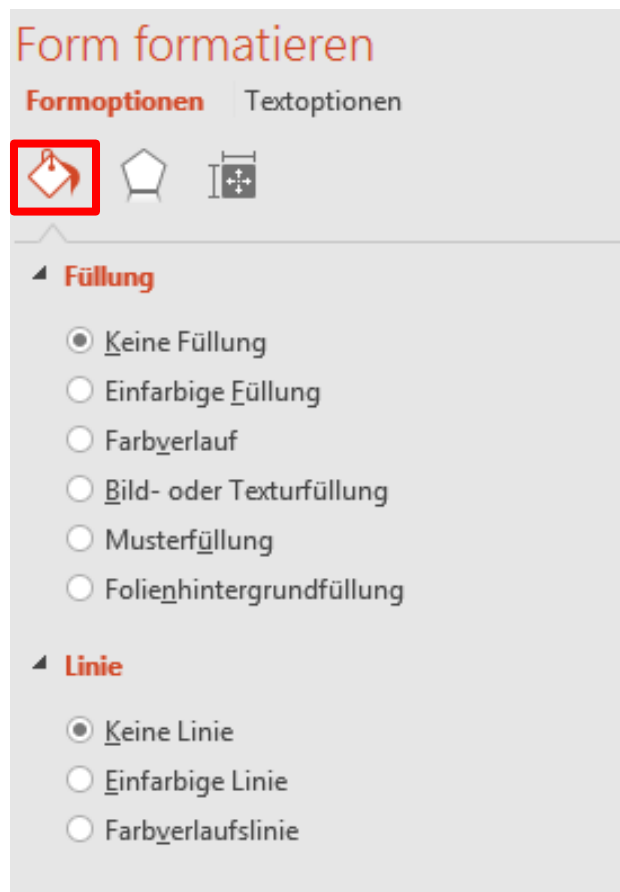 Form formatieren
Formoptionen Textoptionen
Füllung
Keine Füllung
Einfarbige Füllung
Farbverlauf
Bild- oder Texturfüllung
Musterfüllung
Folienhintergrundfüllung
Linie
Keine Linie
Einfarbige Linie
Farbverlaufslinie